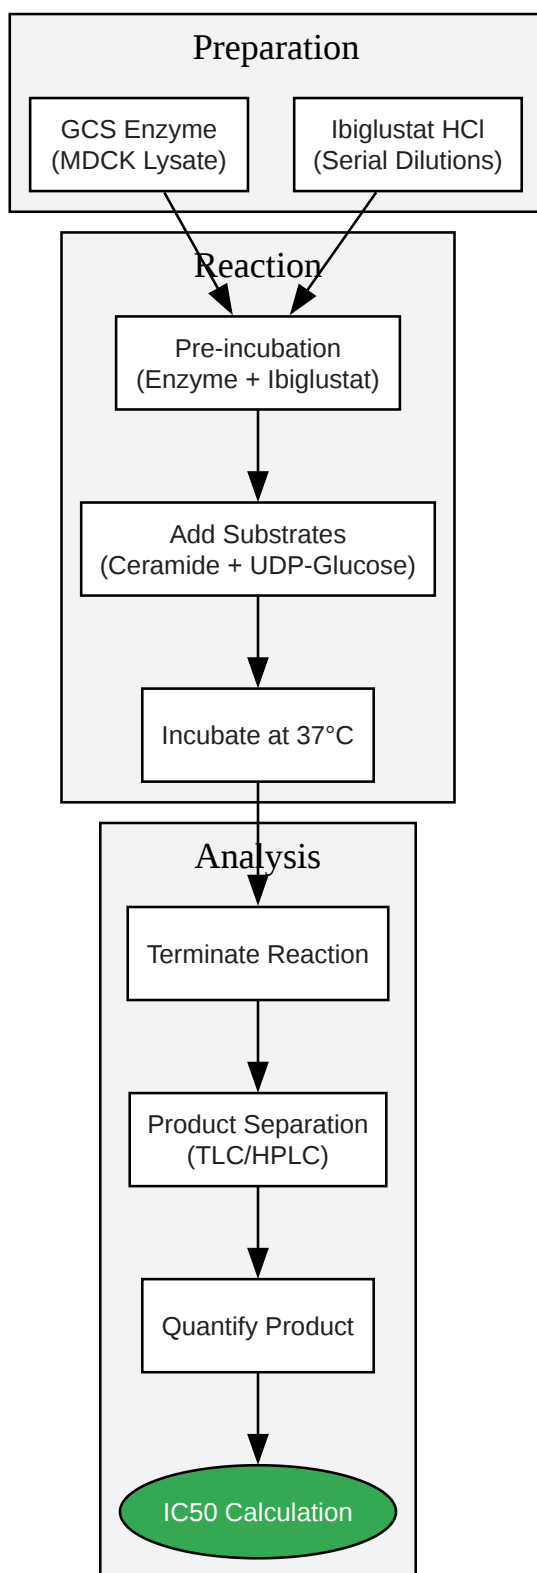 Preparation
GCS Enzyme
(MDCK Lysate)
Ibiglustat HCl
(Serial Dilutions)
Reaction
Pre-incubation
(Enzyme + Ibiglustat)
Add Substrates
(Ceramide + UDP-Glucose)
Incubate at 37°C
Analysis
Terminate Reaction
Product Separation
(TLC/HPLC)
Quantify Product
IC50 Calculation